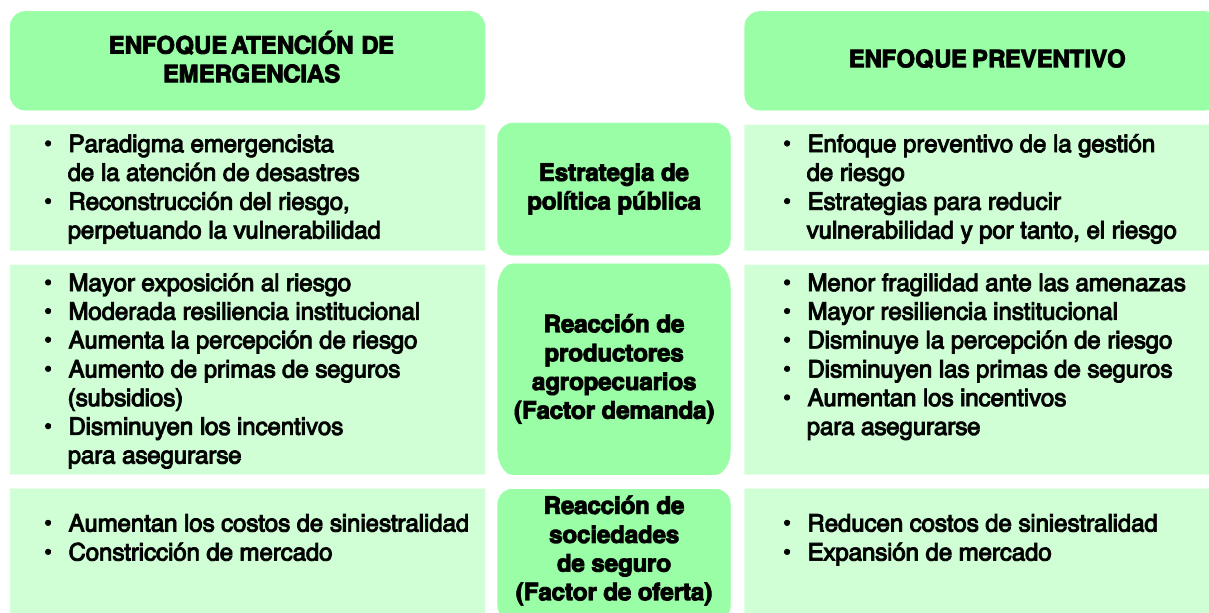 ENFOQUE ATENCIÓN DE
EMERGENCIAS
ENFOQUE PREVENTIVO
• Paradigma emergencista
de la atención de desastres
• Reconstrucción del riesgo,
perpetuando la vulnerabilidad
Estrategia de
política pública
• Enfoque preventivo de la gestión
de riesgo
• Estrategias para reducir
vulnerabilidad y por tanto, el riesgo
• Mayor exposición al riesgo
• Moderada resiliencia institucional
• Aumenta la percepción de riesgo
• Aumento de primas de seguros
(subsidios)
• Disminuyen los incentivos
para asegurarse
Reacción de
productores
agropecuarios
(Factor demanda)
• Menor fragilidad ante las amenazas
• Mayor resiliencia institucional
• Disminuye la percepción de riesgo
• Disminuyen las primas de seguros
• Aumentan los incentivos
para asegurarse
• Aumentan los costos de siniestralidad
• Constricción de mercado
Reacción de
sociedades
de seguro
(Factor de oferta)
• Reducen costos de siniestralidad
• Expansión de mercado